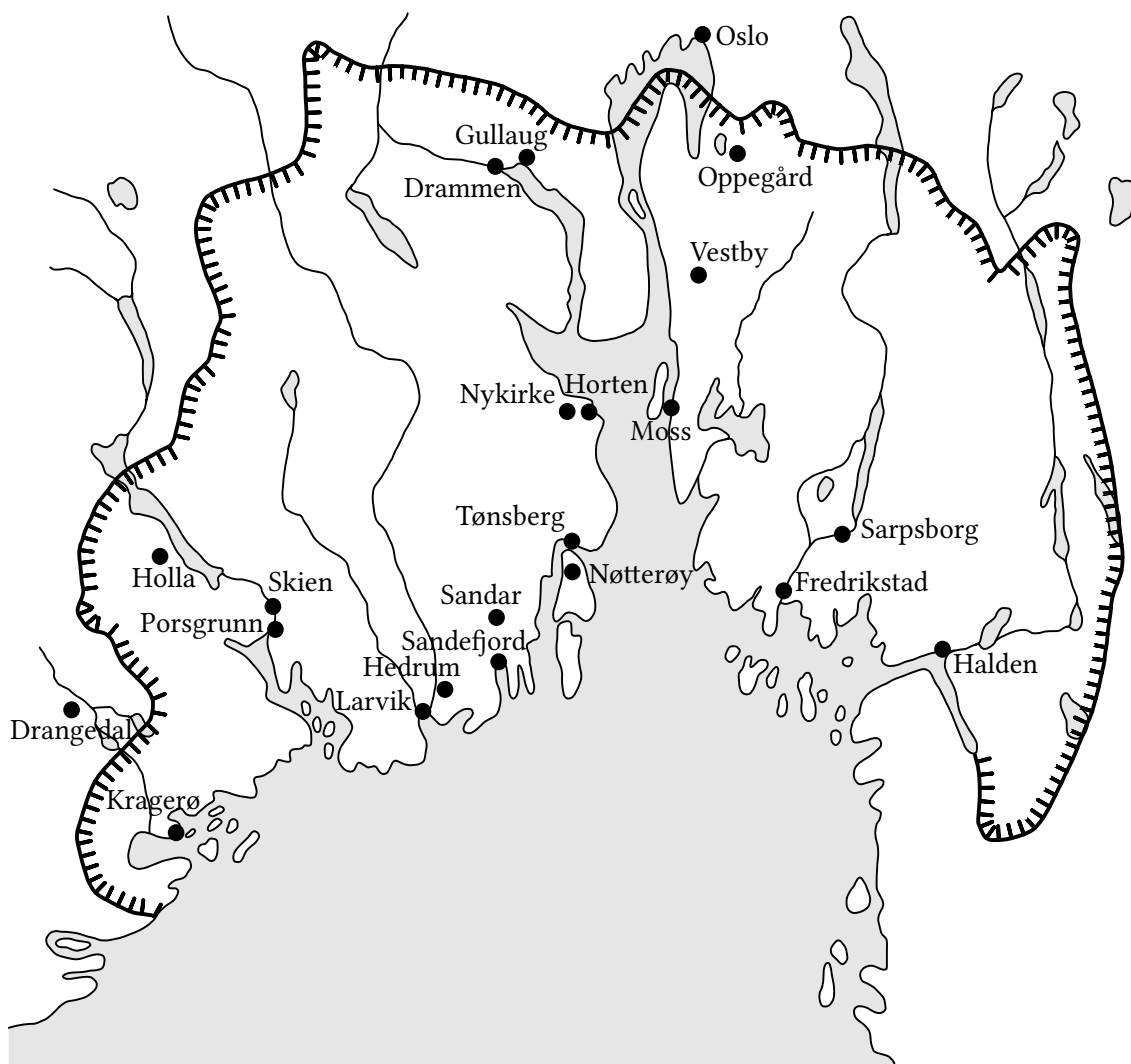 Oslo
Gullaug
Drammen
Oppegård
Vestby
Nykirke
Horten
Moss
Tønsberg
Sarpsborg
Holla
Skien
Nøtterøy
Fredrikstad
Sandar
Porsgrunn
Sandefjord
Hedrum
Halden
Larvik
Drangedal
Kragerø